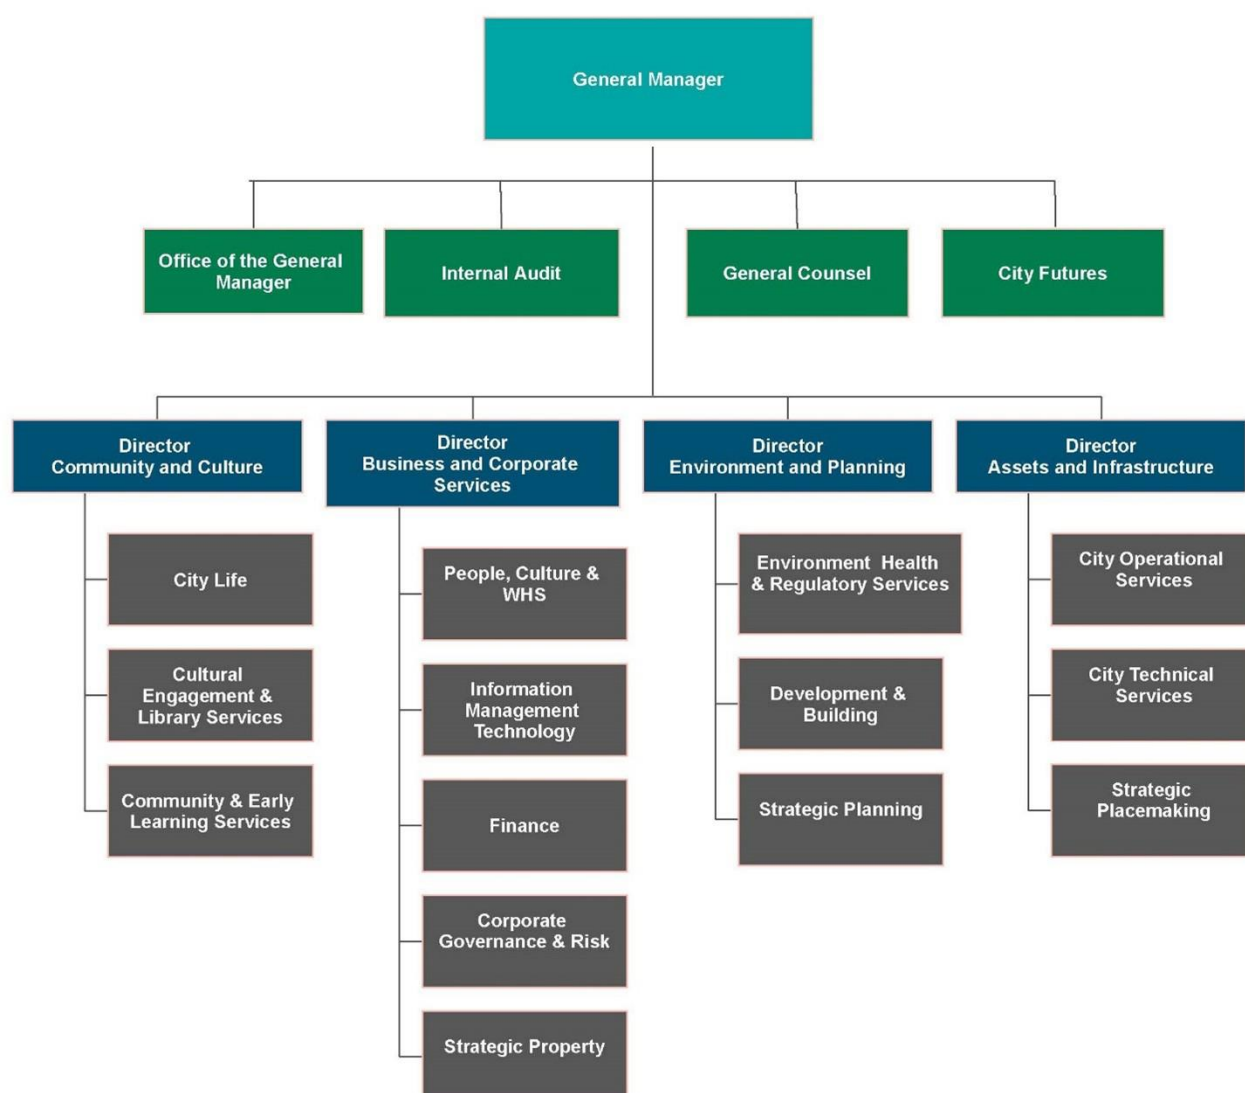 General Manager
Office of the General
Manager
Internal Audit
General Counsel
City Futures
Director
Community and Culture
City Life
Cultural
Engagement &
Library Services
Community & Early
Learning Services
Director
Business and Corporate
Services
People, Culture &
WHS
Information
Management
Technology
Finance
Corporate
Governance & Risk
Strategic Property
Director
Environment and Planning
Environment Health
& Regulatory Services
Development &
Building
Strategic Planning
Director
Assets and Infrastructure
City Operational
Services
City Technical
Services
Strategic
Placemaking